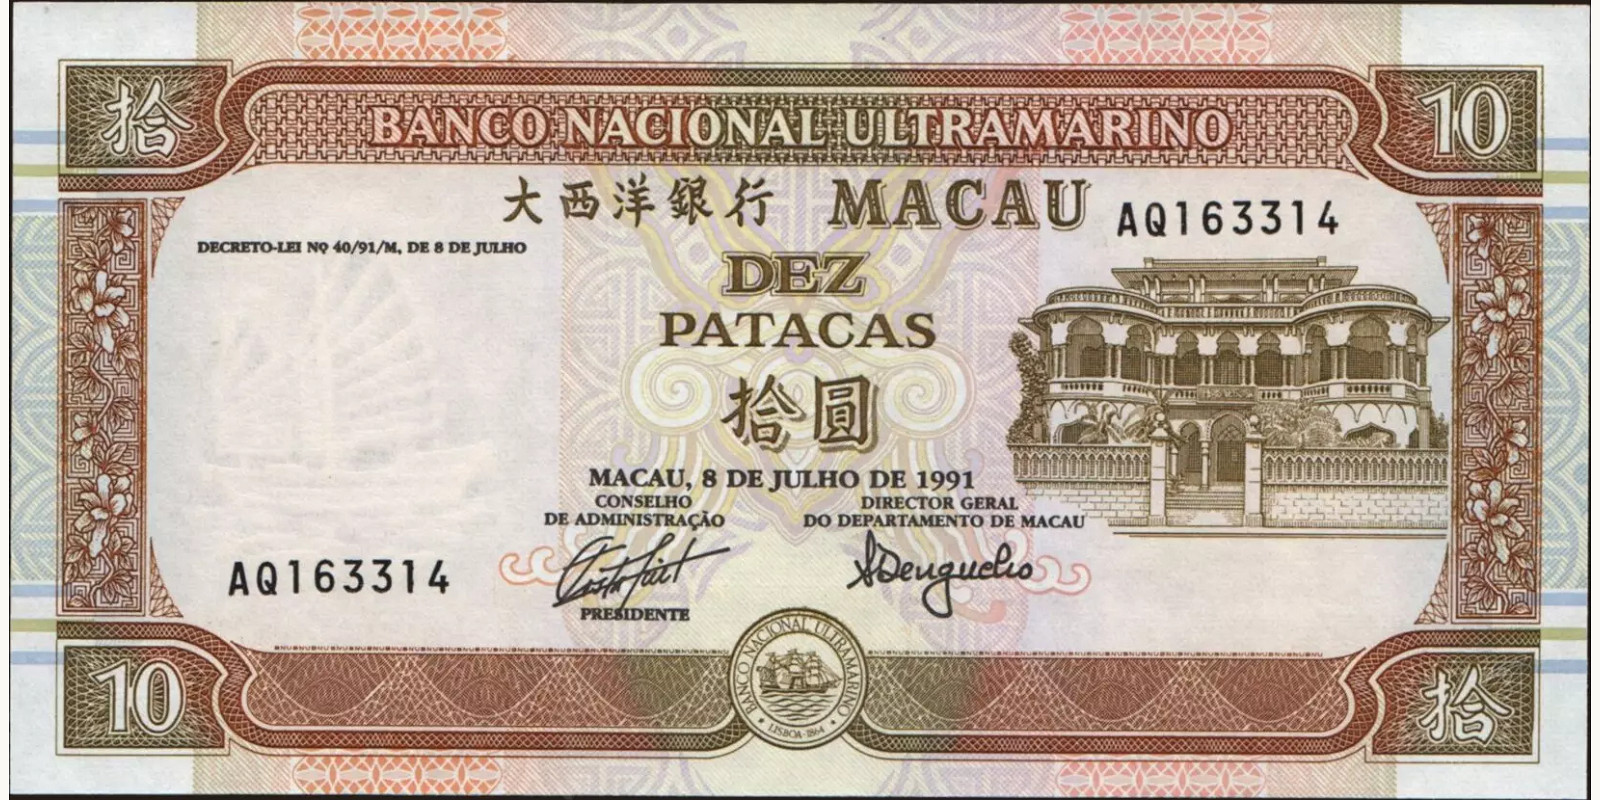 拾
BANCO NACIONAL ULTRAMARINO
10
大西洋銀行 MACAU
AQ163314
DECRETO-LEI Nº 40/91/M, DE 8 DE JULHO
DEZ
PATACAS
拾圓
MACAU, 8 DE JULHO DE 1991
CONSELHO
DE ADMINISTRAÇÃO
DIRECTOR GERAL
DO DEPARTAMENTO DE MACAU
AQ163314
PRESIDENTE
10
BANCO NACIONAL ULTRAMARINO
LISBOA-1864
拾